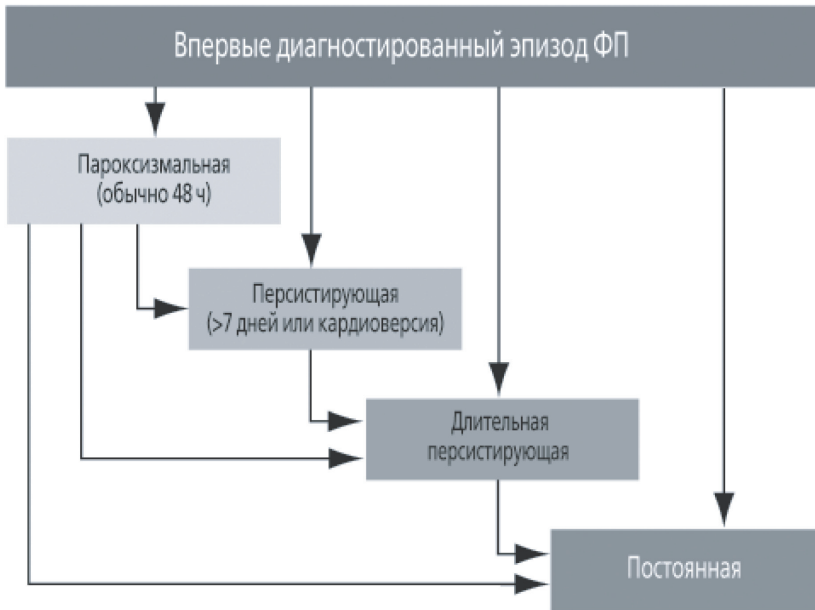 Впервые диагностированный эпизод ФП
Пароксизмальная
(обычно 48 ч)
Персистирующая
(>7 дней или кардиоверсия)
Длительная
персистирующая
Постоянная